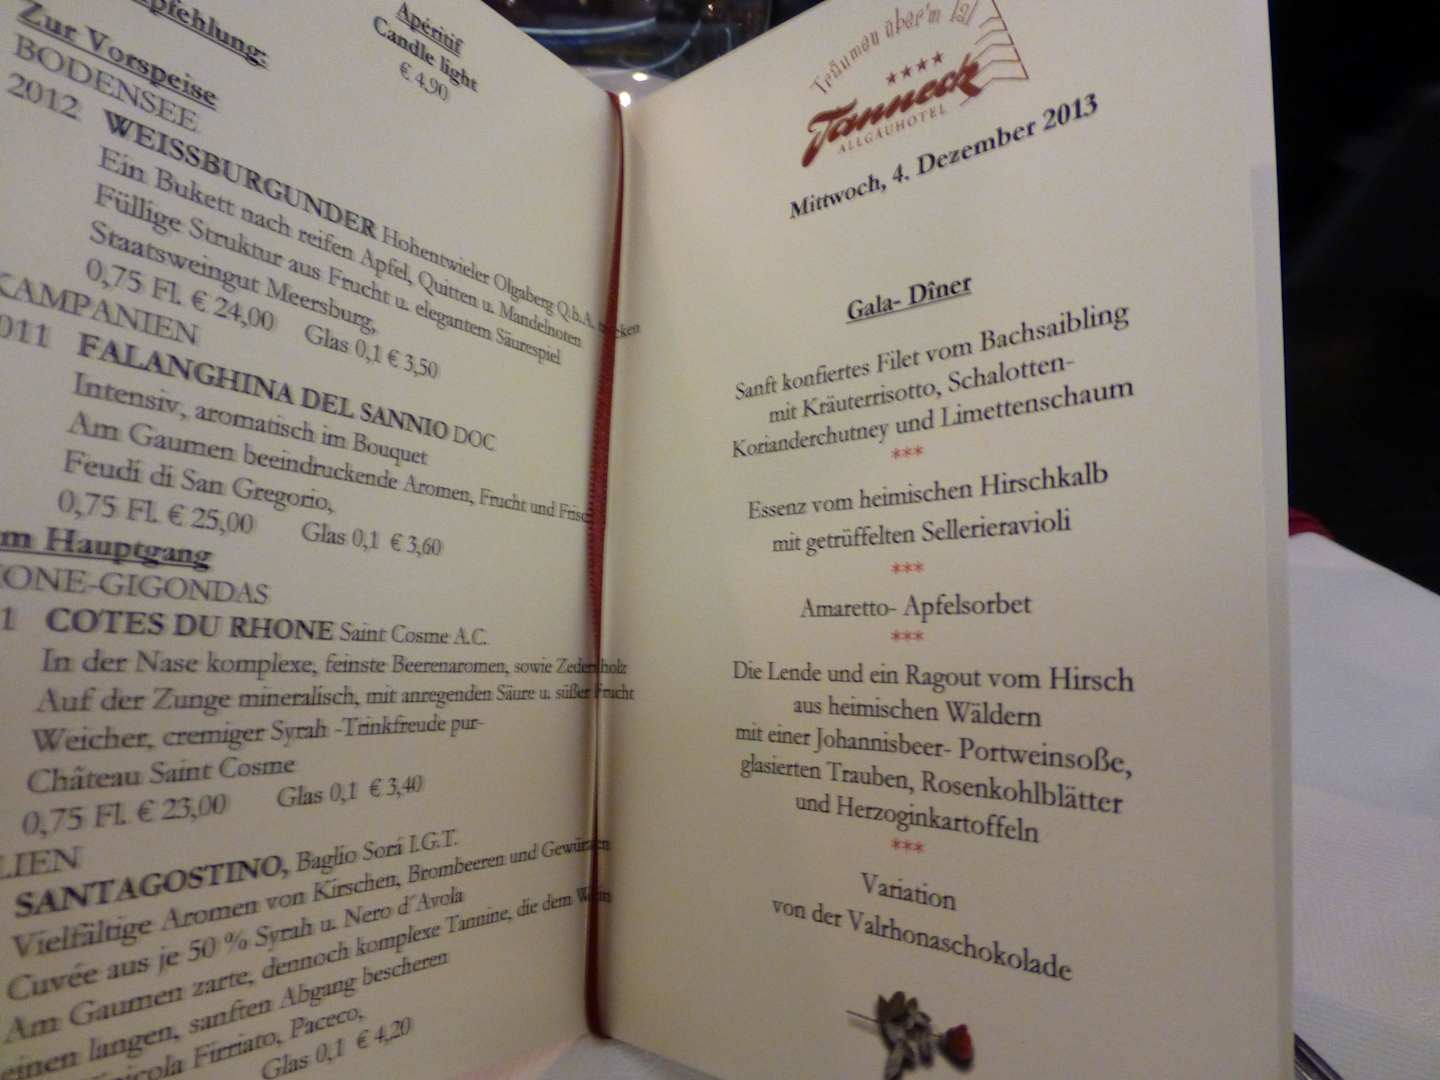 Zur Vorspeise
BODENSEE
2012 WEISSBURGUNDER Hohentwieler Olgaberg Q.b.A.
Ein Bukett nach reifen Apfel, Quitten u. Mandelnoten
Füllige Struktur aus Frucht u. elegantem Säurespiel
Staatsweingut Meersburg,
0,75 Fl. € 24,00 Glas 0,1 € 3,50
KAMPANIEN
FALANGHINA DEL SANNIO DOC
Intensiv, aromatisch im Bouquet
Am Gaumen beeindruckende Aromen, Frucht und
Feudi di San Gregorio,
0,75 Fl. € 25,00 Glas 0,1 € 3,60
Hauptgang
GIGONDAS
COTES DU RHONE Saint Cosme A.C.
In der Nase komplexe, feinste Beerenaromen, sowie Zedernholz
Auf der Zunge mineralisch, mit anregenden Säure u. süßer Frucht
Weicher, cremiger Syrah -Trinkfreude pur-
Château Saint Cosme
0,75 Fl. € 23,00 Glas 0,1 € 3,40
SANTAGOSTINO, Baglio Sorá I.G.T.
Vielfältige Aromen von Kirschen, Brombeeren und Gewürzen
Cuvée aus je 50 % Syrah u. Nero d´Avola
Am Gaumen zarte, dennoch komplexe Tannine, die dem Wein
einen langen, sanften Abgang bescheren
Firriato, Paceco,
Glas 0,1 € 4,20
Apéritif
Candle light
€ 4,90
Träumen über'm Tal
****
Tanneck
ALLGÄUHOTEL
Mittwoch, 4. Dezember 2013
Gala- Dîner
Sanft konfiertes Filet vom Bachsaibling
mit Kräuterrisotto, Schalotten-
Korianderchutney und Limettenschaum
***
Essenz vom heimischen Hirschkalb
mit getrüffelten Sellerieravioli
***
Amaretto- Apfelsorbet
***
Die Lende und ein Ragout vom Hirsch
aus heimischen Wäldern
mit einer Johannisbeer- Portweinsoße,
glasierten Trauben, Rosenkohlblätter
und Herzoginkartoffeln
***
Variation
von der Valrhonaschokolade